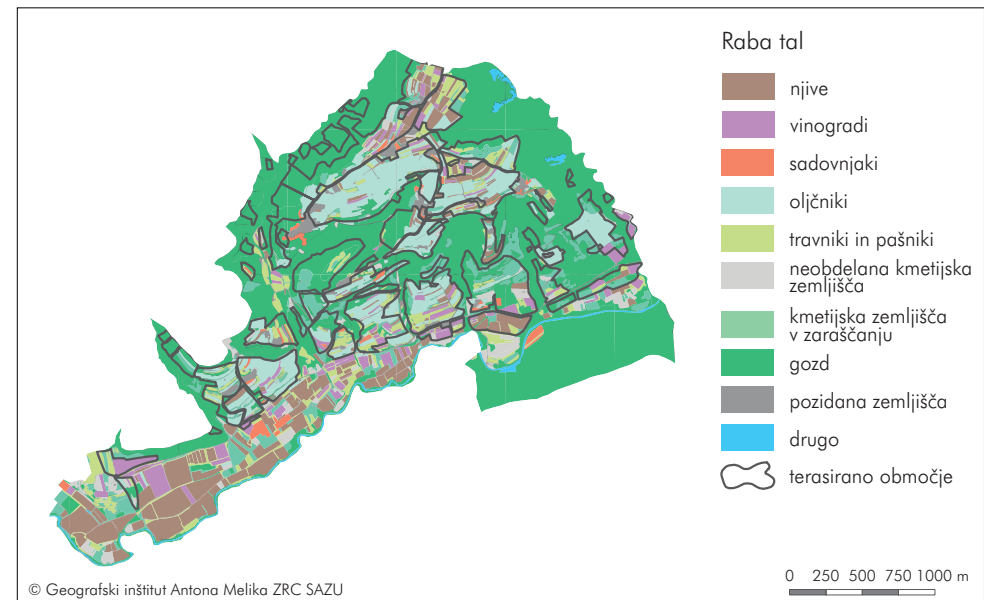 Raba tal
njive
vinogradi
sadovnjaki
oljčniki
travniki in pašniki
neobdelana kmetijska
zemljišča
kmetijska zemljišča
v zaraščanju
gozd
pozidana zemljišča
drugo
terasirano območje
0 250 500 750 1000 m
© Geografski inštitut Antona Melika ZRC SAZU